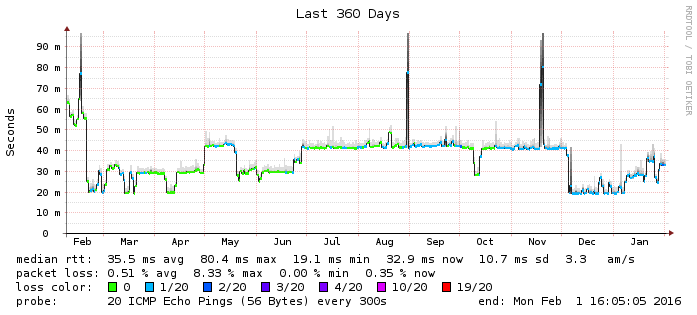 Last 360 Days
RRDTOOL / TOBI OETIKER
Seconds
90 m
80 m
70 m
60 m
50 m
40 m
30 m
20 m
10 m
0
Feb Mar Apr May Jun Jul Aug Sep Oct Nov Dec Jan
median rtt: 35.5 ms avg 80.4 ms max 19.1 ms min 32.9 ms now 10.7 ms sd 3.3 am/s
packet loss: 0.51 % avg 8.33 % max 0.00 % min 0.35 % now
loss color: 0 1/20 2/20 3/20 4/20 10/20 19/20
probe: 20 ICMP Echo Pings (56 Bytes) every 300s end: Mon Feb 1 16:05:05 2016